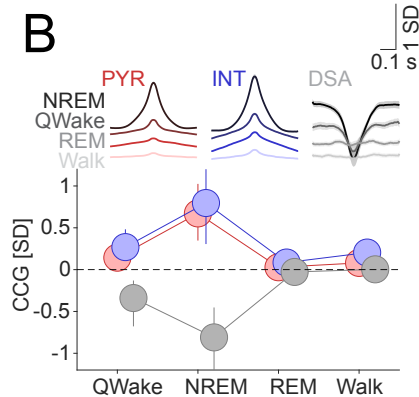 B
1 SD
0.1 s
PYR INT DSA
NREM
QWake
REM
Walk
CCG [SD]
1
0.5
0
-0.5
-1
QWake NREM REM Walk